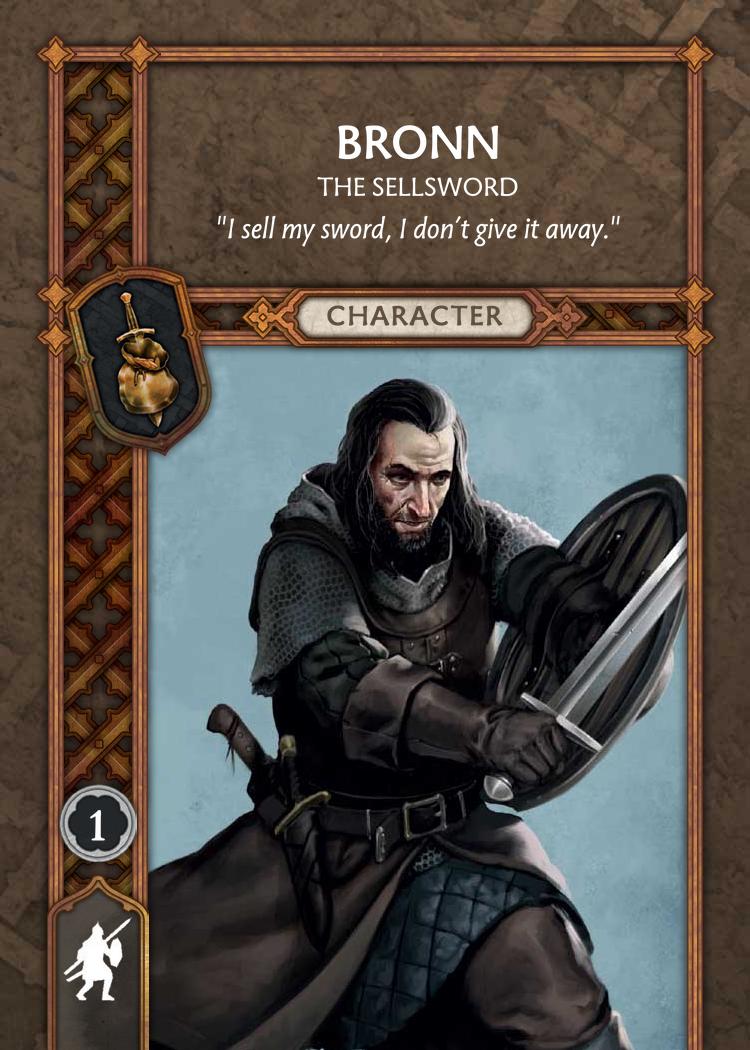 BRONN
THE SELLSWORD
"I sell my sword, I don't give it away."
CHARACTER
1